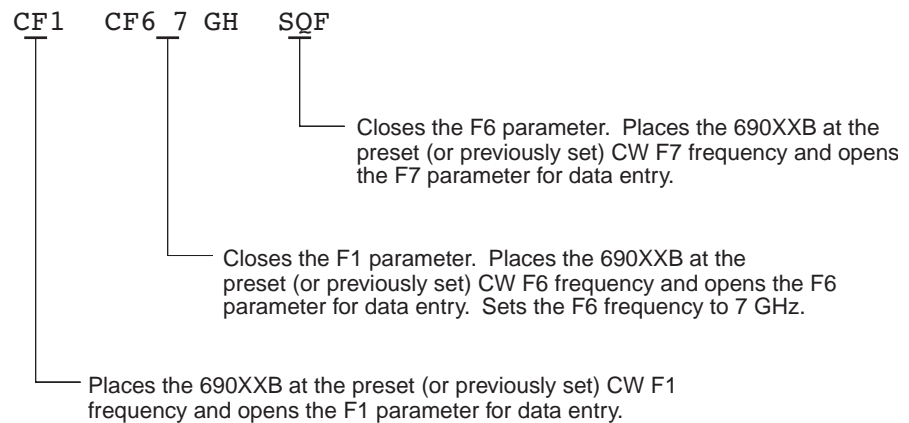 CF1 CF6 7 GH SQF
Closes the F6 parameter. Places the 690XXB at the
preset (or previously set) CW F7 frequency and opens
the F7 parameter for data entry.
Closes the F1 parameter. Places the 690XXB at the
preset (or previously set) CW F6 frequency and opens the F6
parameter for data entry. Sets the F6 frequency to 7 GHz.
Places the 690XXB at the preset (or previously set) CW F1
frequency and opens the F1 parameter for data entry.